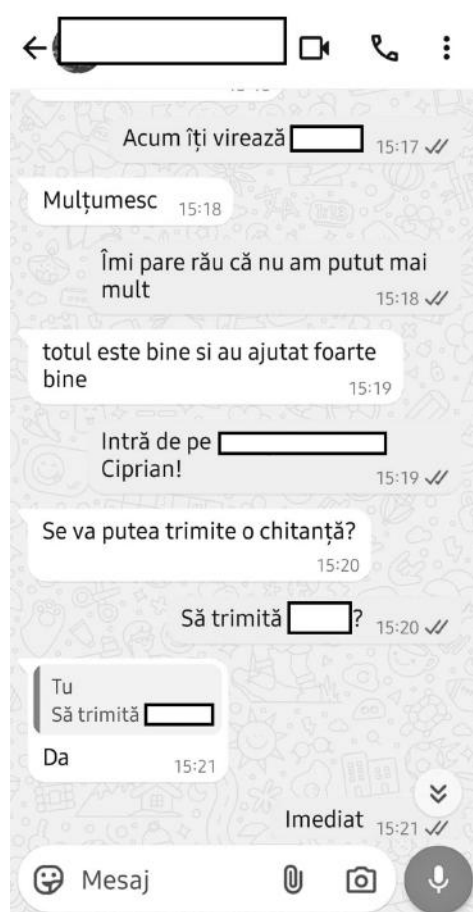 Acum îți virează
15:17
Mulțumesc
15:18
Îmi pare rău că nu am putut mai
mult
15:18
totul este bine si au ajutat foarte
bine
15:19
Intră de pe
Ciprian!
15:19
Se va putea trimite o chitanță?
15:20
Să trimită ?
15:20
Tu
Să trimită
Da
15:21
Imediat
15:21
Mesaj